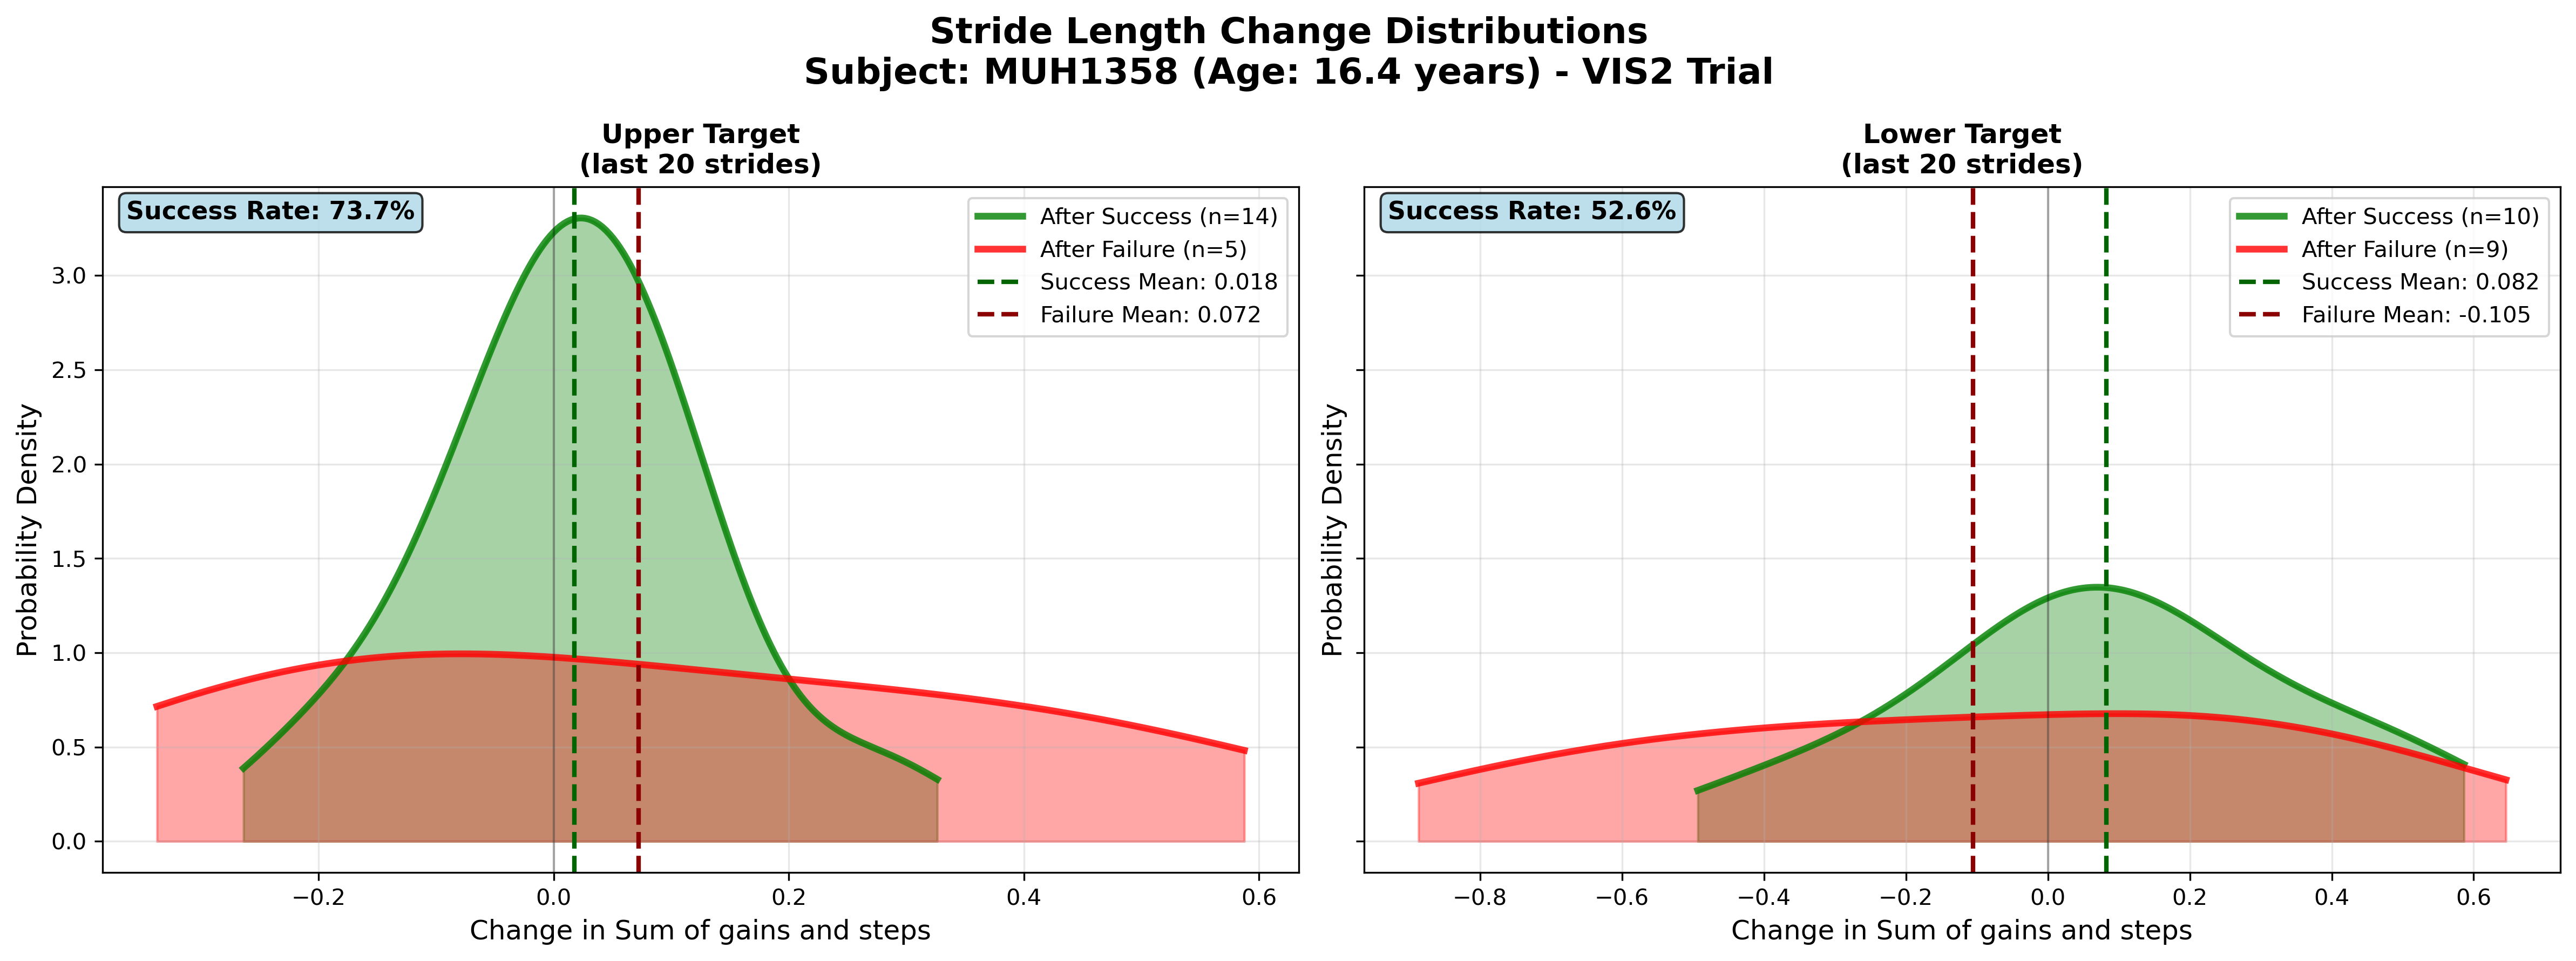 Stride Length Change Distributions
Subject: MUH1358 (Age: 16.4 years) - VIS2 Trial
Upper Target
(last 20 strides)
Success Rate: 73.7%
After Success (n=14)
After Failure (n=5)
Success Mean: 0.018
Failure Mean: 0.072
Probability Density
3.0
2.5
2.0
1.5
1.0
0.5
0.0
−0.2
0.0
0.2
0.4
0.6
Change in Sum of gains and steps
Lower Target
(last 20 strides)
Success Rate: 52.6%
After Success (n=10)
After Failure (n=9)
Success Mean: 0.082
Failure Mean: -0.105
Probability Density
−0.8
−0.6
−0.4
−0.2
0.0
0.2
0.4
0.6
Change in Sum of gains and steps